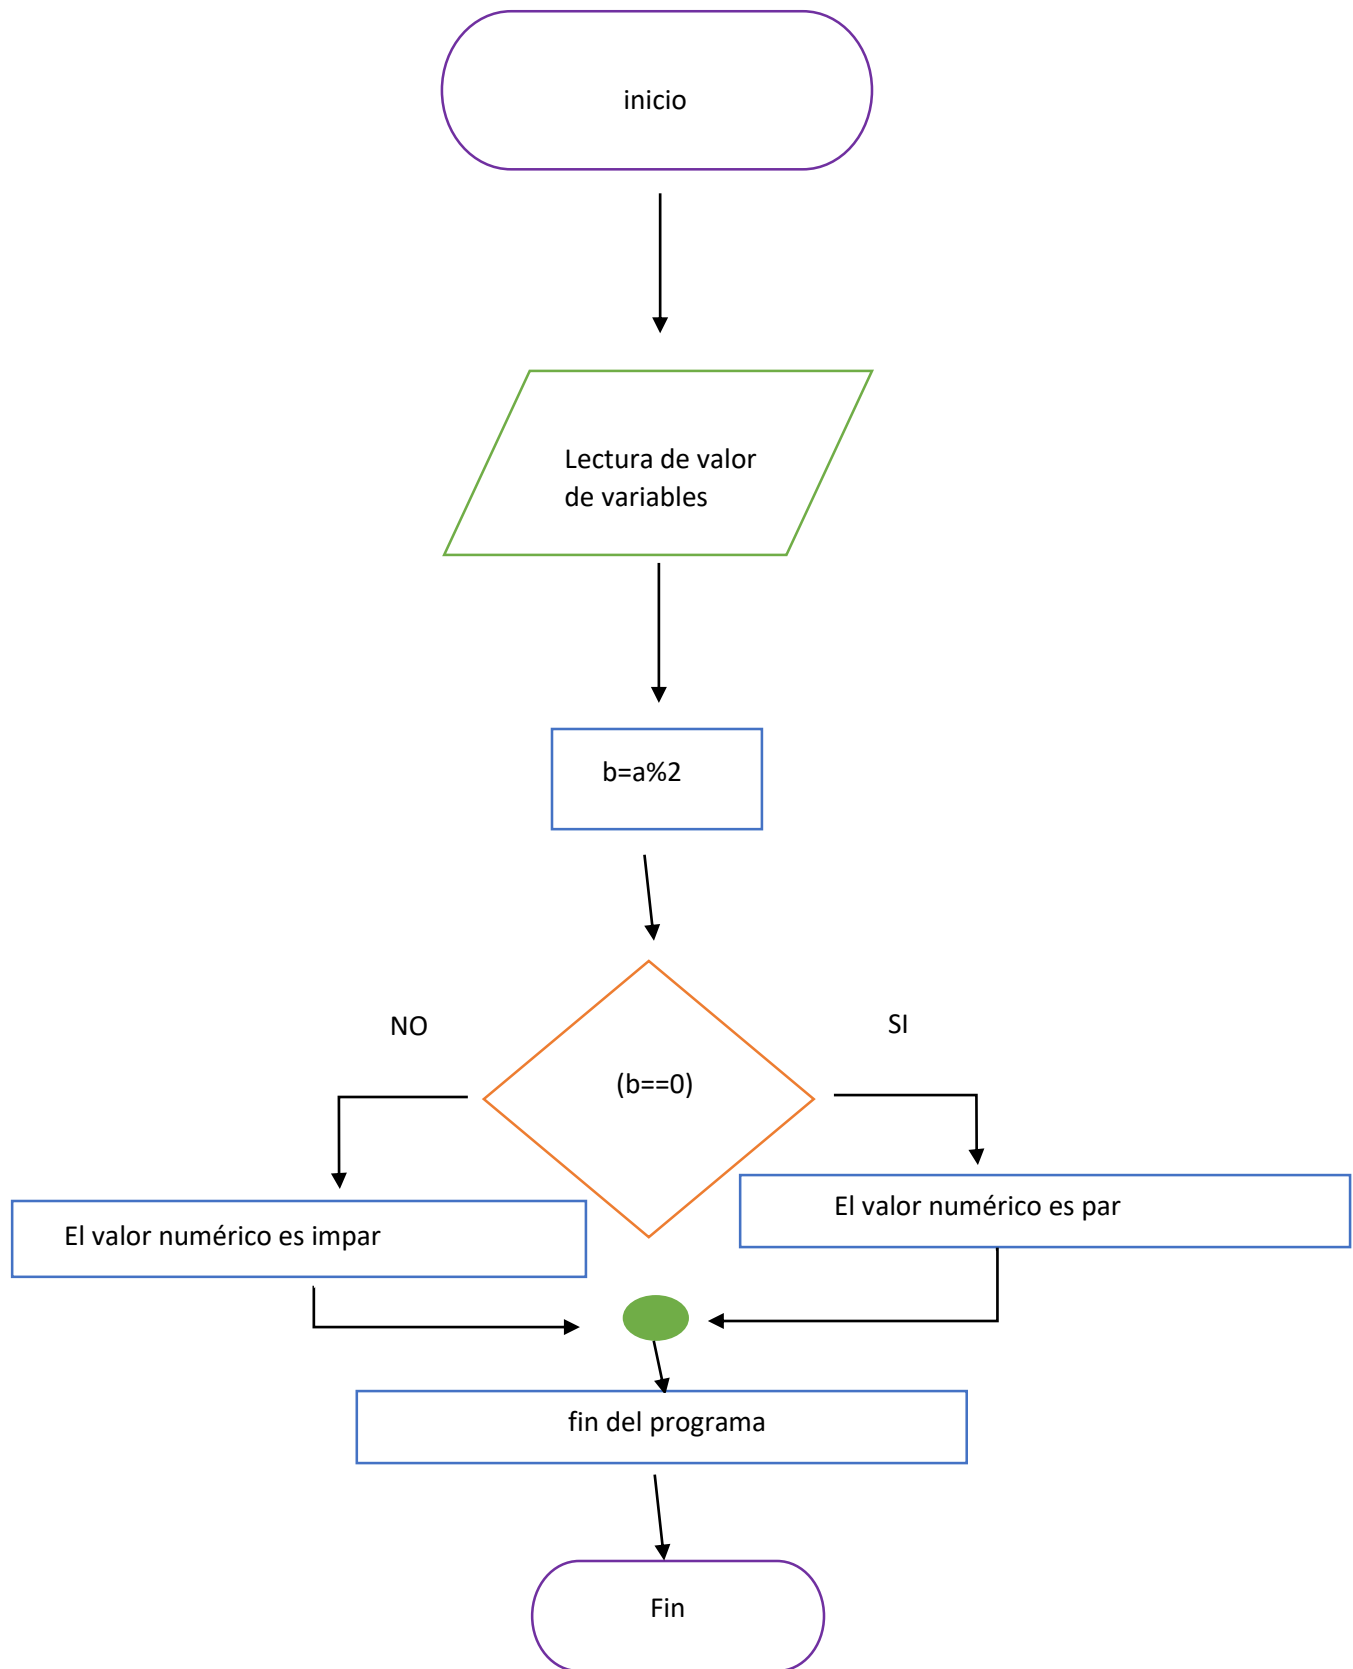 inicio
Lectura de valor
de variables
b=a%2
NO
SI
(b==0)
El valor numérico es par
El valor numérico es impar
fin del programa
Fin